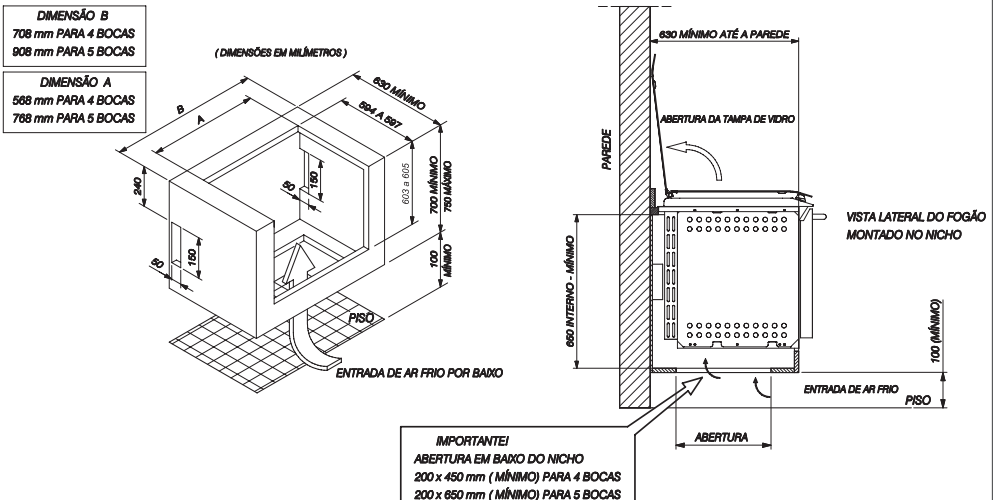 DIMENSÃO B
708 mm PARA 4 BOCAS
908 mm PARA 5 BOCAS
DIMENSÃO A
568 mm PARA 4 BOCAS
768 mm PARA 5 BOCAS
( DIMENSÕES EM MILÍMETROS )
B
A
630 MÍNIMO
594 A 597
240
50
150
50
150
603 a 605
700 MÍNIMO
750 MÁXIMO
100
MÍNIMO
PISO
ENTRADA DE AR FRIO POR BAIXO
630 MÍNIMO ATÉ A PAREDE
PAREDE
ABERTURA DA TAMPA DE VIDRO
VISTA LATERAL DO FOGÃO
MONTADO NO NICHO
650 INTERNO - MÍNIMO
100 (MÍNIMO)
ENTRADA DE AR FRIO
PISO
ABERTURA
IMPORTANTE!
ABERTURA EM BAIXO DO NICHO
200 x 450 mm ( MÍNIMO) PARA 4 BOCAS
200 x 650 mm ( MÍNIMO) PARA 5 BOCAS